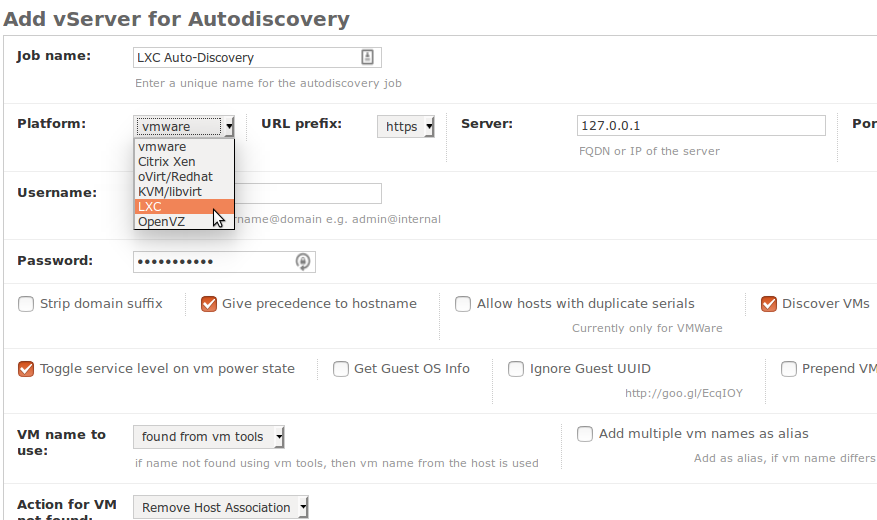 Add vServer for Autodiscovery
Job name:
LXC Auto-Discovery
Enter a unique name for the autodiscovery job
Platform:
vmware
URL prefix:
https
Server:
127.0.0.1
Por
FQDN or IP of the server
vmware
Citrix Xen
oVirt/Redhat
KVM/libvirt
LXC
OpenVZ
Username:
name@domain e.g. admin@internal
Password:
•••••••••••
Strip domain suffix
Give precedence to hostname
Allow hosts with duplicate serials
Discover VMs
Currently only for VMWare
Toggle service level on vm power state
Get Guest OS Info
Ignore Guest UUID
Prepend VM
http://goo.gl/EcqIOY
VM name to
use:
found from vm tools
Add multiple vm names as alias
if name not found using vm tools, then vm name from the host is used
Add as alias, if vm name differs
Action for VM
not found:
Remove Host Association